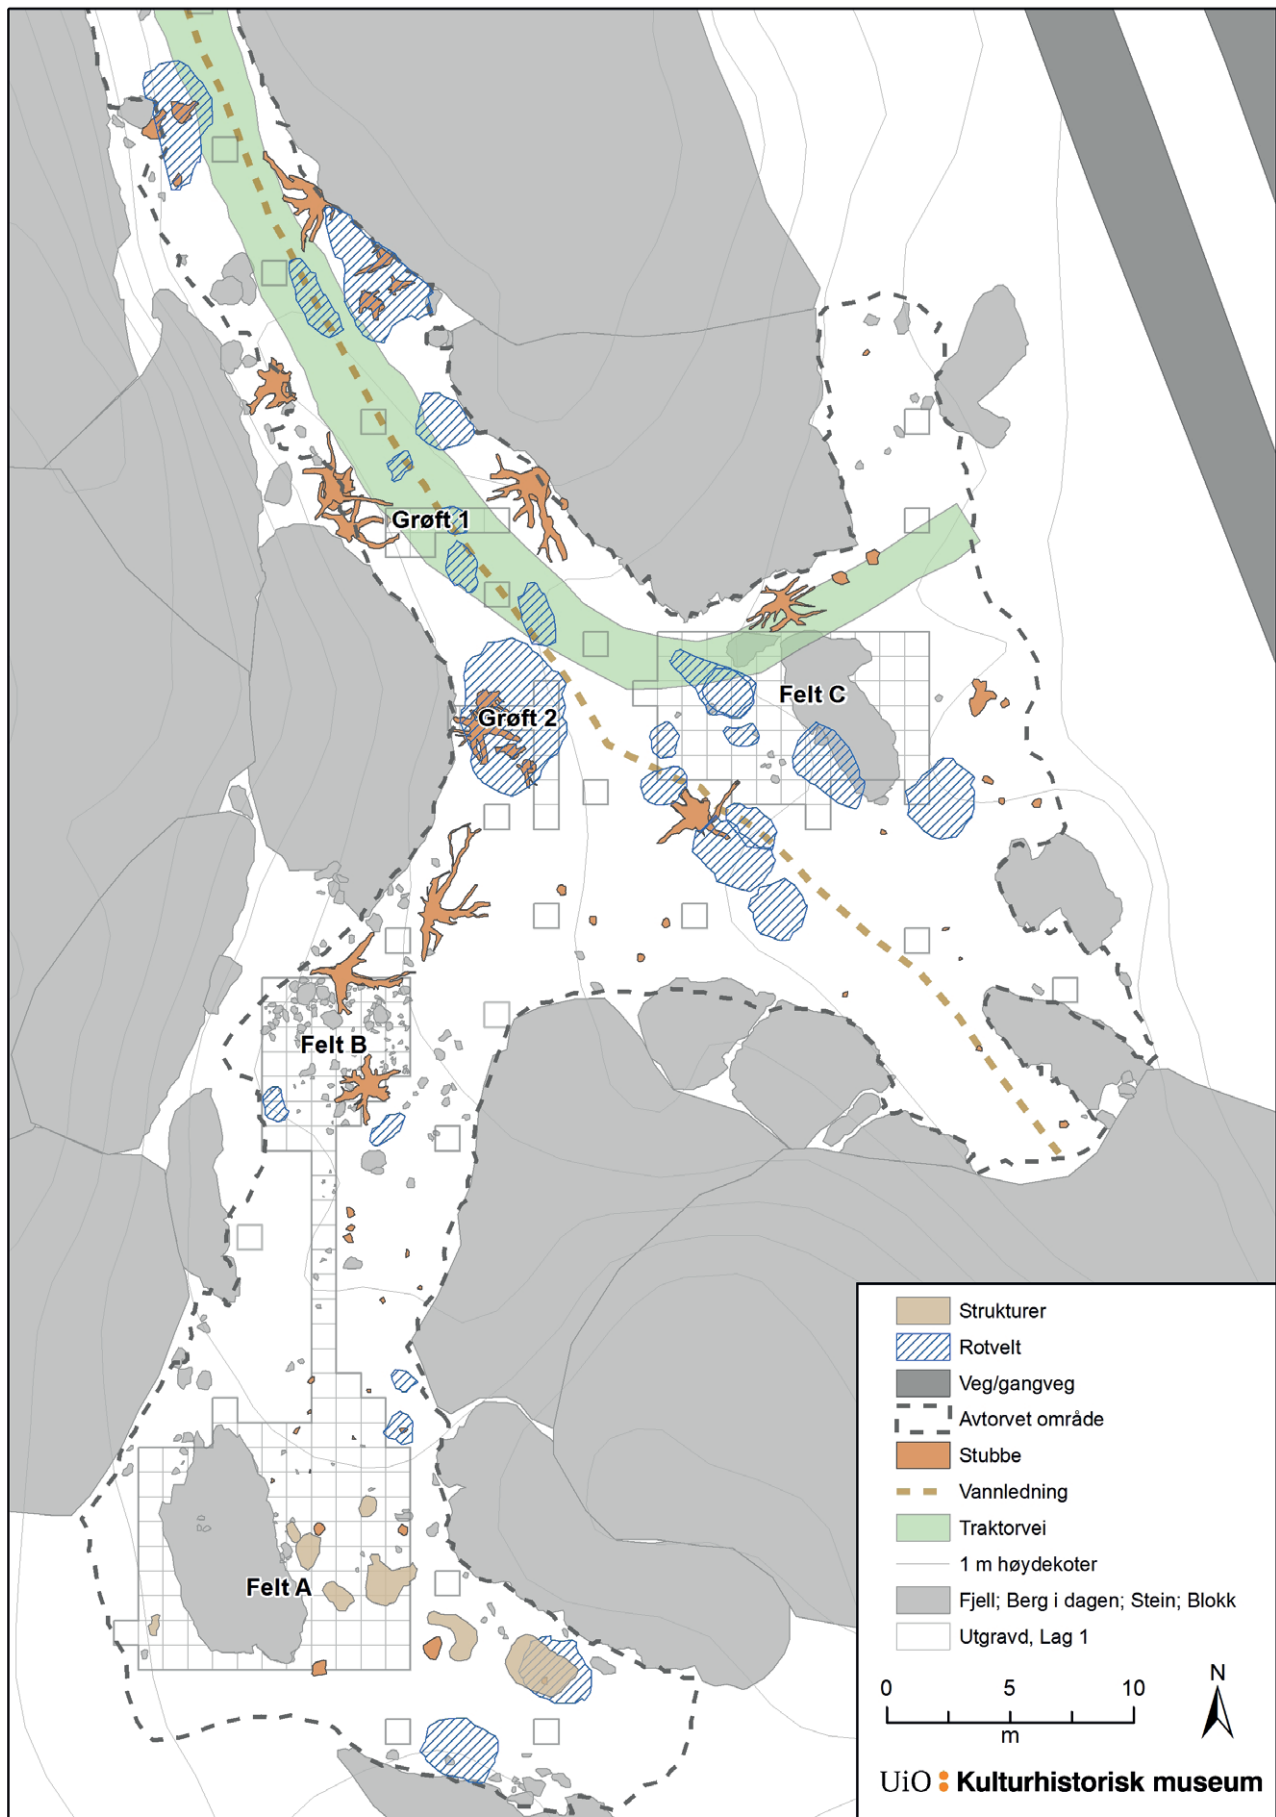 Grøft 1
Grøft 2
Felt C
Felt B
Felt A
Strukturer
Rotvelt
Veg/gangveg
Avtorvet område
Stubbe
Vannledning
Traktorvei
1 m høydekoter
Fjell; Berg i dagen; Stein; Blokk
Utgravd, Lag 1
0 5 10
m
N
UiO Kulturhistorisk museum